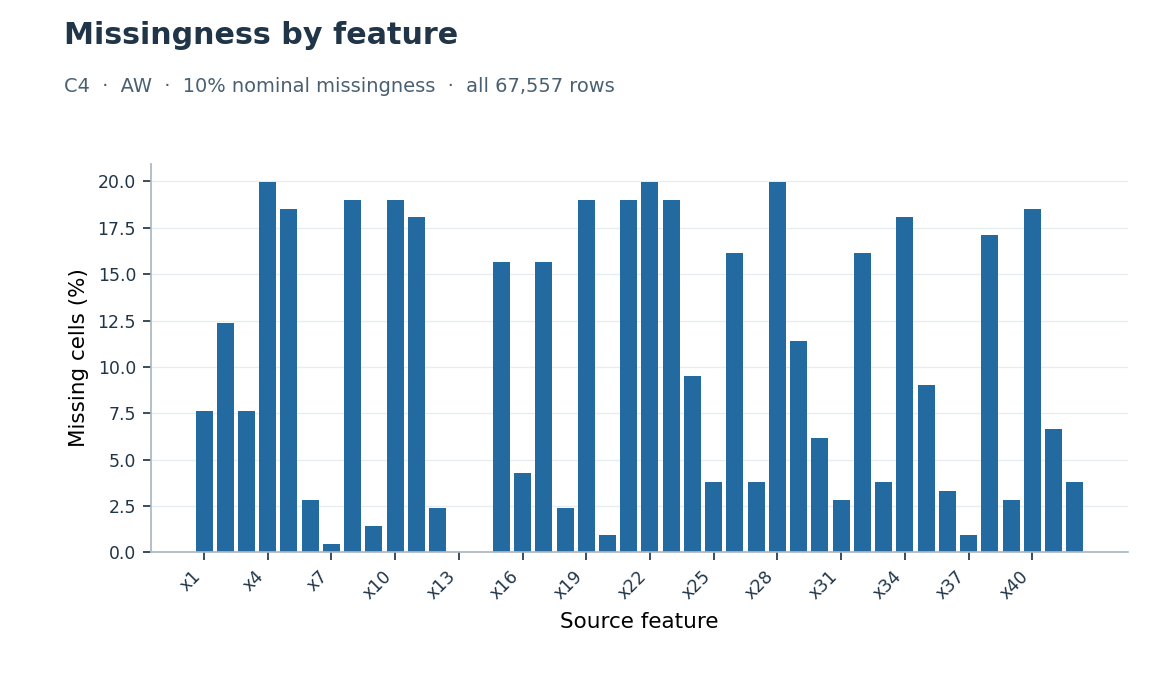 Missingness by feature
C4 · AW · 10% nominal missingness · all 67,557 rows
20.0
17.5
15.0
12.5
10.0
7.5
5.0
2.5
0.0
Missing cells (%)
x1 x4 x7 x10 x13 x16 x19 x22 x25 x28 x31 x34 x37 x40
Source feature